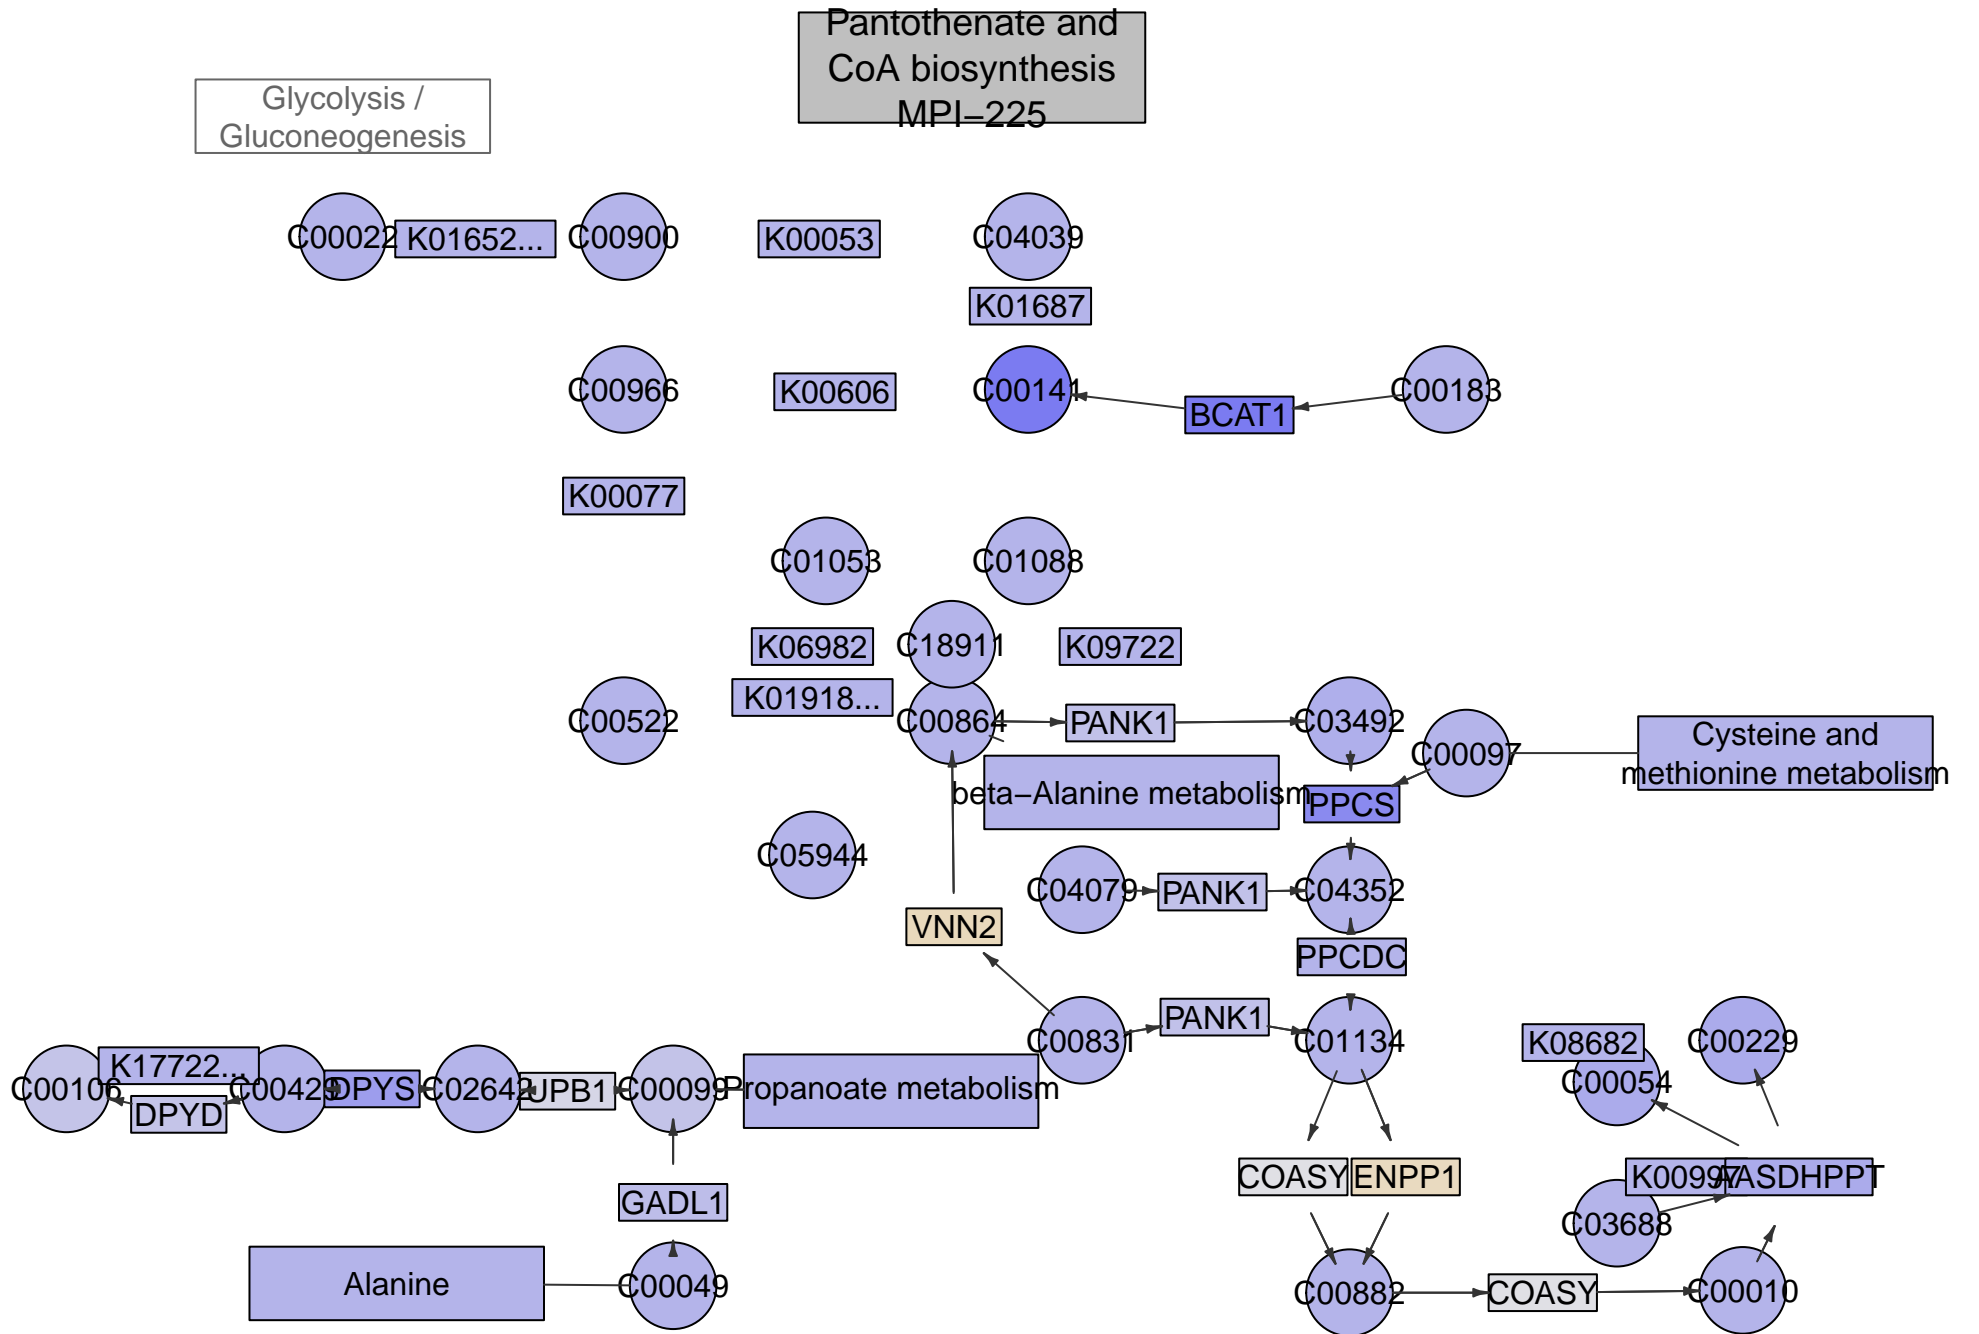 Pantothenate and
CoA biosynthesis
MPI−225
Glycolysis /
Gluconeogenesis
C00022
K01652...
C00900
K00053
C04039
K01687
C00966
K00606
C00141
BCAT1
C00183
K00077
C01053
C01088
K06982
C18911
K09722
K01918...
C00522
C00864
PANK1
C03492
C00097
Cysteine and
methionine metabolism
beta−Alanine metabolism
PPCS
C05944
C04079
PANK1
C04352
VNN2
PPCDC
C00831
PANK1
C01134
K08682
C00229
C00054
C00106
K17722...
DPYD
C00429
DPYS
C02642
UPB1
C00099
Propanoate metabolism
COASY
ENPP1
K00997
AASDHPPT
GADL1
C03688
Alanine
C00049
C00882
COASY
C00010